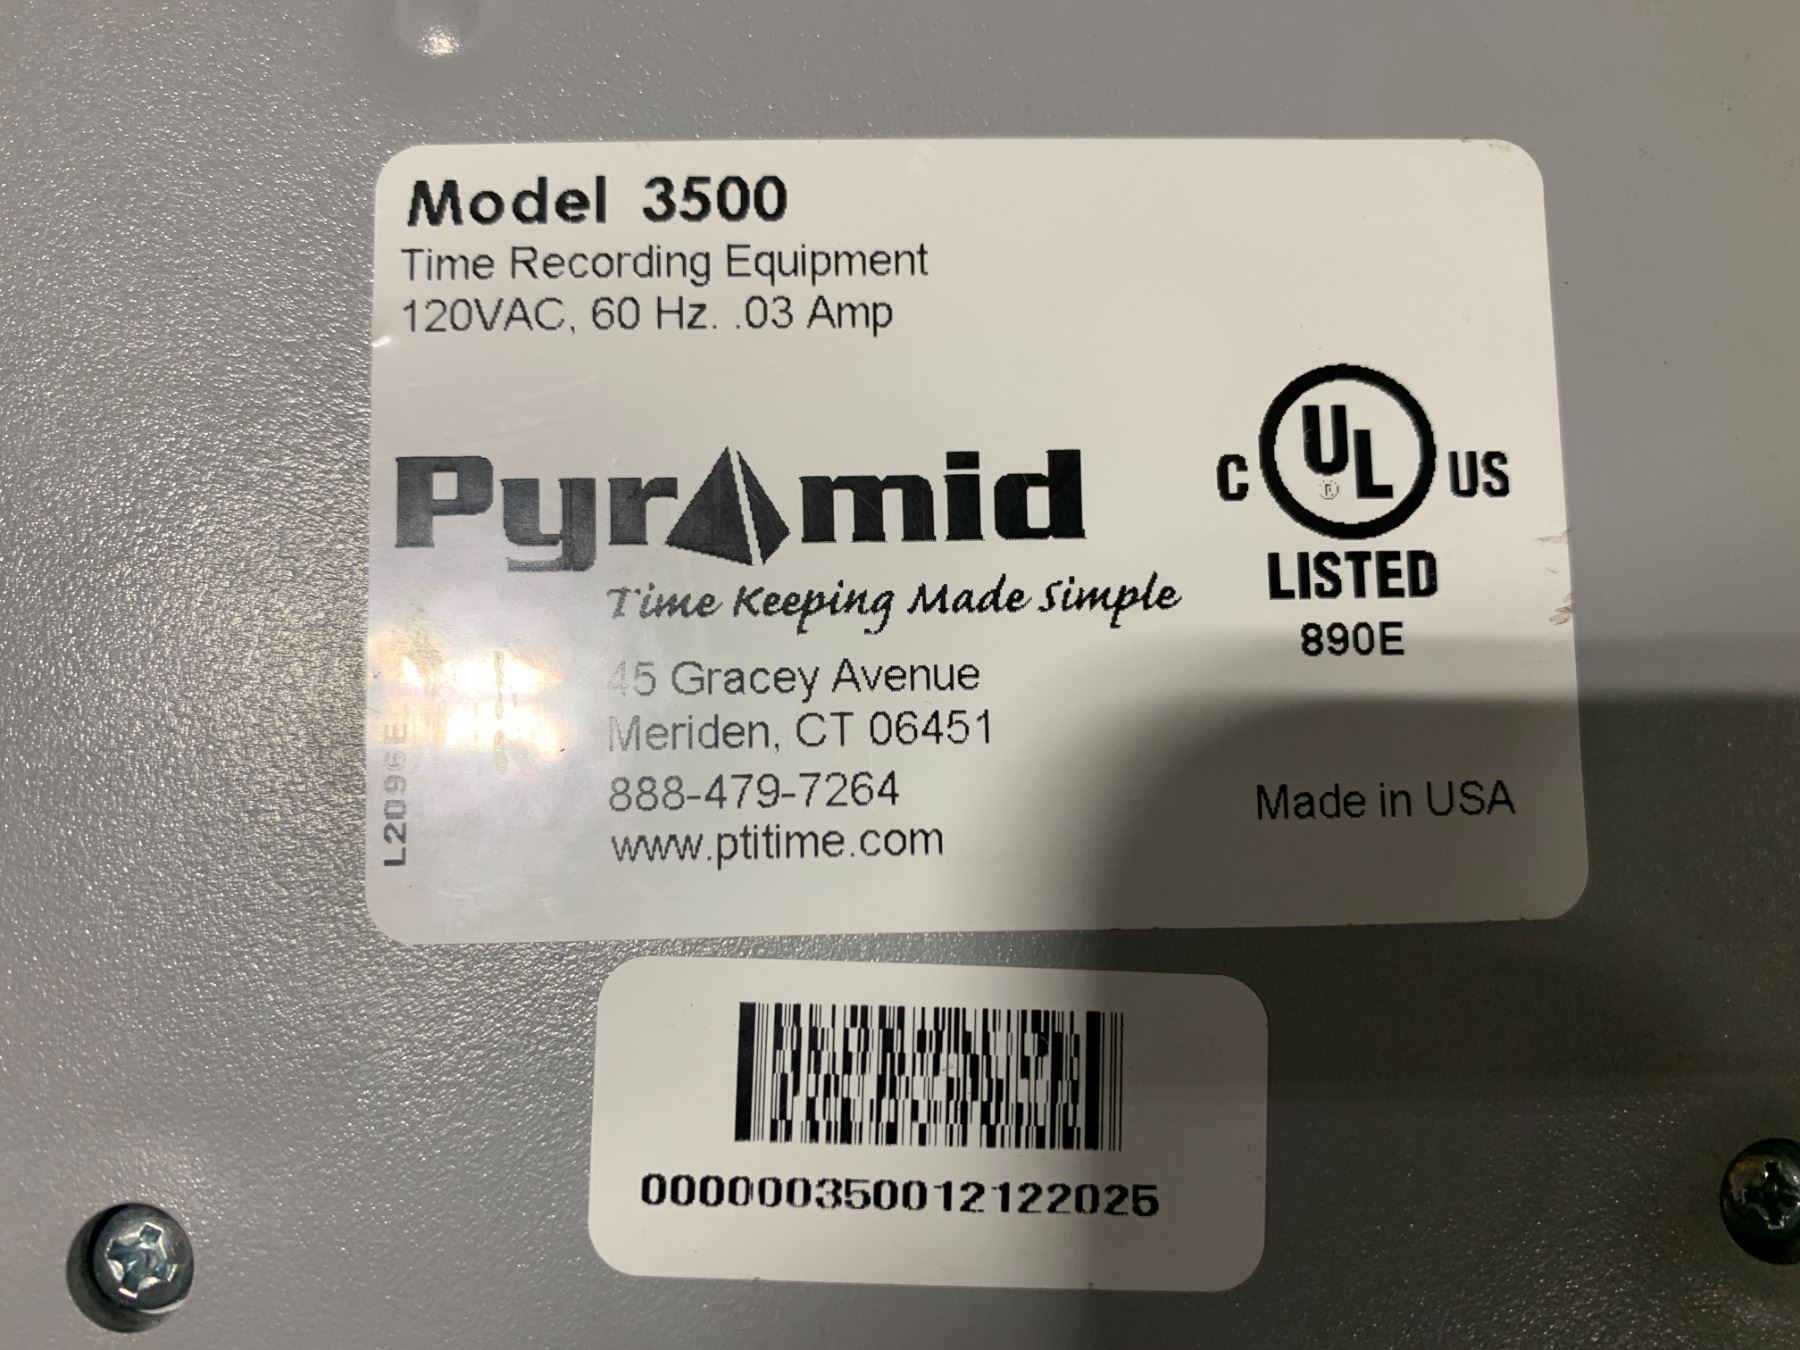 Model 3500
Time Recording Equipment
120VAC, 60 Hz. .03 Amp
Pyramid
Time Keeping Made Simple
45 Gracey Avenue
Meriden, CT 06451
888-479-7264
www.ptitime.com
L2096E
C UL US
LISTED
890E
Made in USA
000000350012122025